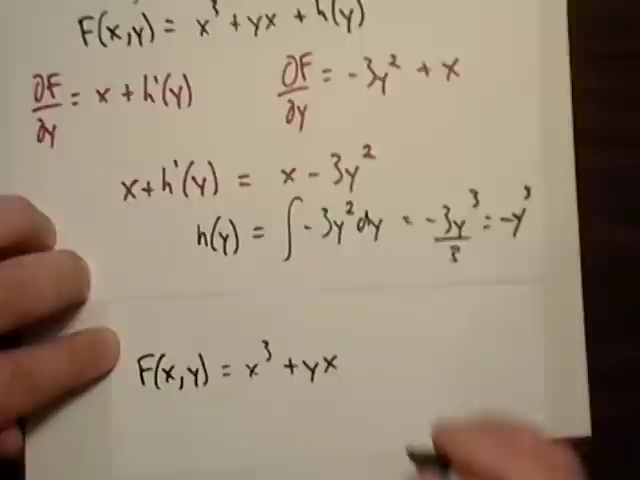 F(x,y) = x³ + yx + h(y)
∂F/∂y = x + h'(y) ∂F/∂y = -3y² + x
x + h'(y) = x - 3y²
h(y) = ∫ -3y² dy = -3y³/3 = -y³
F(x,y) = x³ + yx